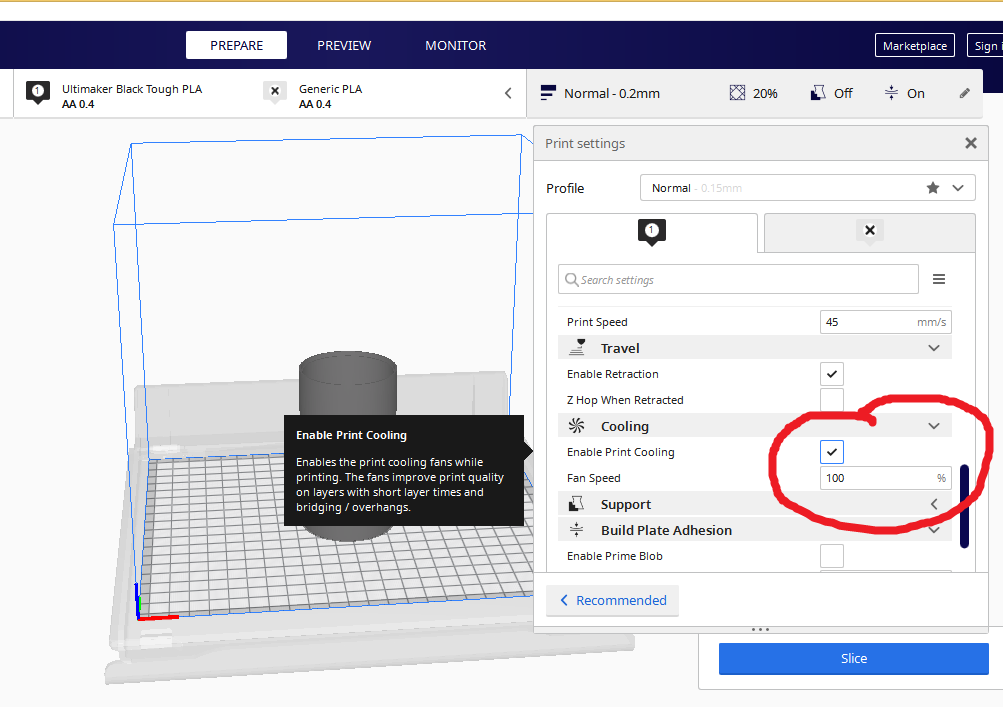 PREPARE
PREVIEW
MONITOR
Marketplace
Sign i
1
Ultimaker Black Tough PLA
AA 0.4
Generic PLA
AA 0.4
Normal - 0.2mm
20%
Off
On
Print settings
Profile
Normal - 0.15mm
1
Search settings
Print Speed
45 mm/s
Travel
Enable Retraction
Z Hop When Retracted
Cooling
Enable Print Cooling
Fan Speed
100 %
Support
Build Plate Adhesion
Enable Prime Blob
Enable Print Cooling
Enables the print cooling fans while
printing. The fans improve print quality
on layers with short layer times and
bridging / overhangs.
Recommended
Slice